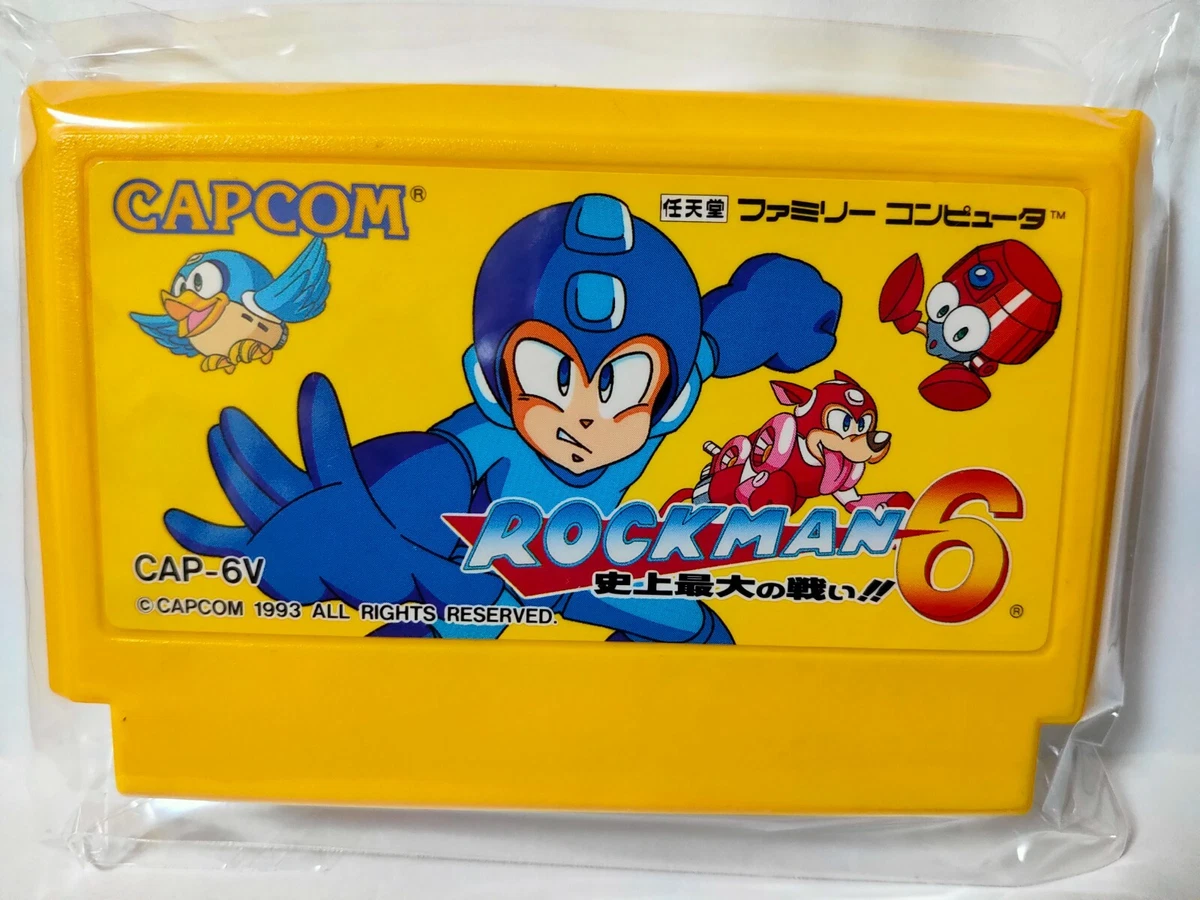 CAPCOM®
任天堂 ファミリー コンピュータ™
ROCKMAN 6®
史上最大の戦い!!
CAP-6V
©CAPCOM 1993 ALL RIGHTS RESERVED.